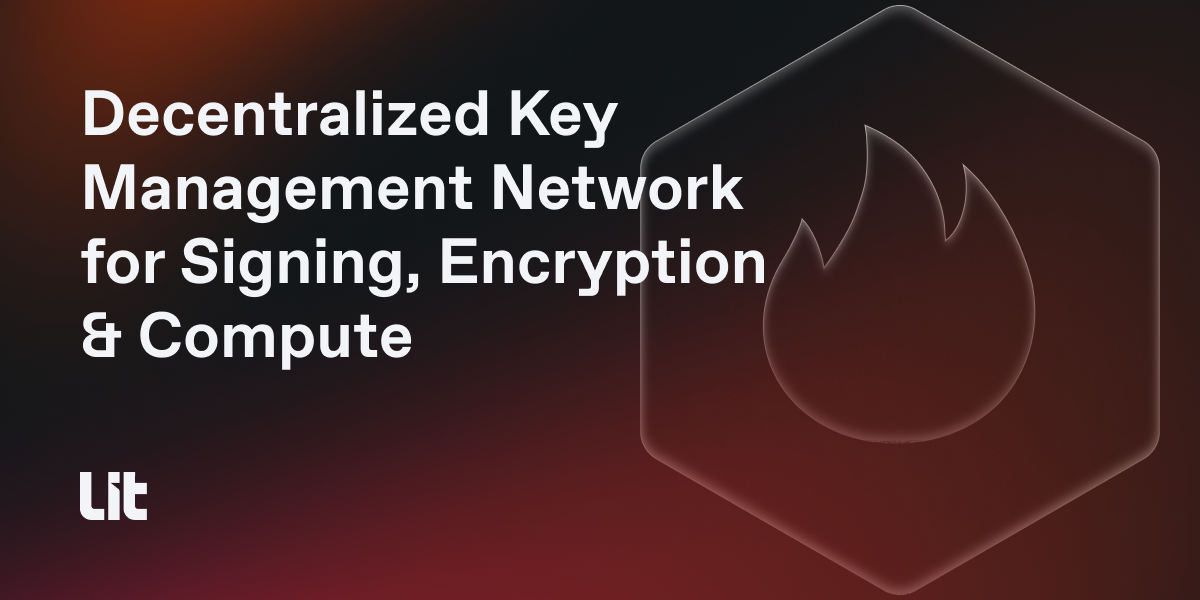 Decentralized Key
Management Network
for Signing, Encryption
& Compute
Lit